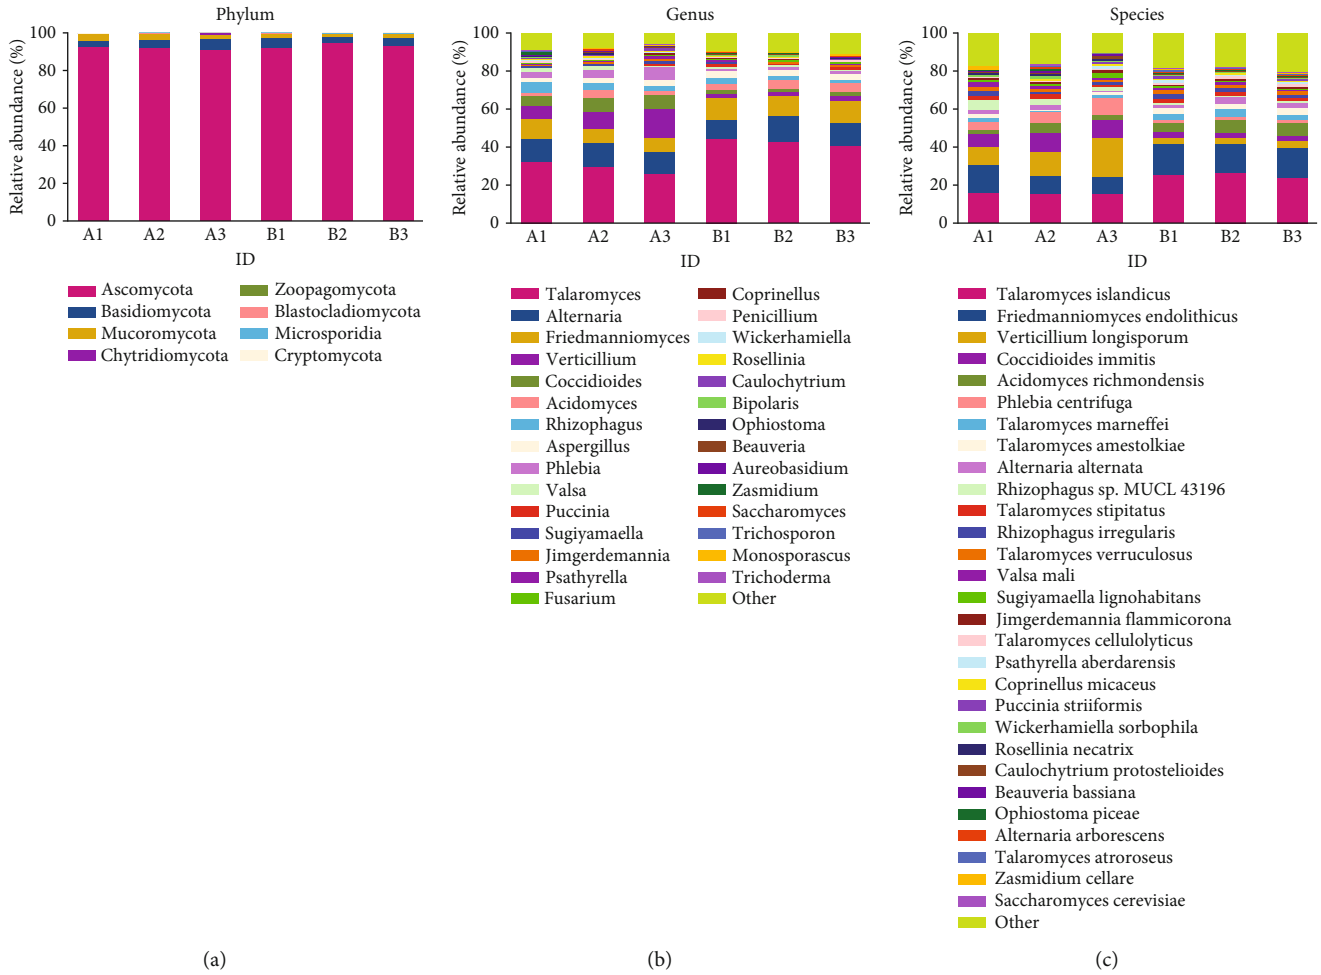 Phylum
Relative abundance (%)
100
80
60
40
20
0
A1 A2 A3 B1 B2 B3
ID
Ascomycota
Basidiomycota
Mucoromycota
Chytridiomycota
Zoopagomycota
Blastocladiomycota
Microsporidia
Cryptomycota
(a)
Genus
Relative abundance (%)
100
80
60
40
20
0
A1 A2 A3 B1 B2 B3
ID
Talaromyces
Alternaria
Friedmanniomyces
Verticillium
Coccidioides
Acidomyces
Rhizophagus
Aspergillus
Phlebia
Valsa
Puccinia
Sugiyamaella
Jimgerdemannia
Psathyrella
Fusarium
Coprinellus
Penicillium
Wickerhamiella
Rosellinia
Caulochytrium
Bipolaris
Ophiostoma
Beauveria
Aureobasidium
Zasmidium
Saccharomyces
Trichosporon
Monosporascus
Trichoderma
Other
(b)
Species
Relative abundance (%)
100
80
60
40
20
0
A1 A2 A3 B1 B2 B3
ID
Talaromyces islandicus
Friedmanniomyces endolithicus
Verticillium longisporum
Coccidioides immitis
Acidomyces richmondensis
Phlebia centrifuga
Talaromyces marneffei
Talaromyces amestolkiae
Alternaria alternata
Rhizophagus sp. MUCL 43196
Talaromyces stipitatus
Rhizophagus irregularis
Talaromyces verruculosus
Valsa mali
Sugiyamaella lignohabitans
Jimgerdemannia flammicorona
Talaromyces cellulolyticus
Psathyrella aberdarensis
Coprinellus micaceus
Puccinia striiformis
Wickerhamiella sorbophila
Rosellinia necatrix
Caulochytrium protostelioides
Beauveria bassiana
Ophiostoma piceae
Alternaria arborescens
Talaromyces atroroseus
Zasmidium cellare
Saccharomyces cerevisiae
Other
(c)